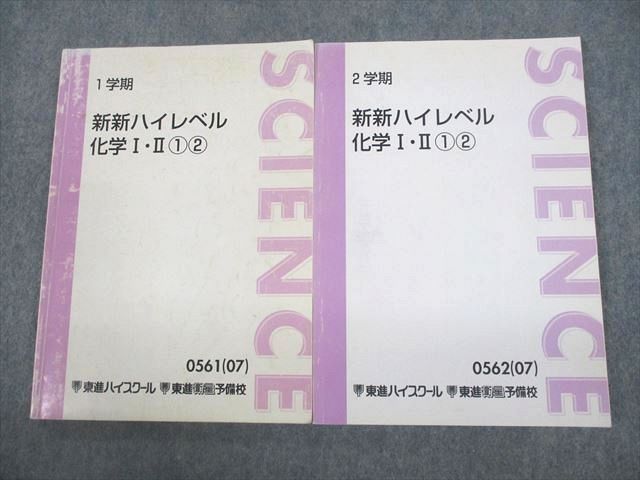 1学期
新新ハイレベル
化学Ⅰ・Ⅱ①②
SCIENCE
0561(07)
東進ハイスクール 東進衛星予備校
2学期
新新ハイレベル
化学Ⅰ・Ⅱ①②
SCIENCE
0562(07)
東進ハイスクール 東進衛星予備校